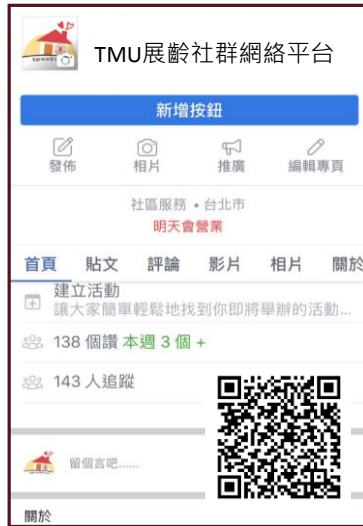 TMU展齡社群網絡平台
新增按鈕
發佈 相片 推廣 編輯專頁
社區服務 • 台北市
明天會營業
首頁 貼文 評論 影片 相片 關於
建立活動
讓大家簡單輕鬆地找到你即將舉辦的活動...
138 個讚 本週 3 個 +
143 人追蹤
留個言吧......
關於